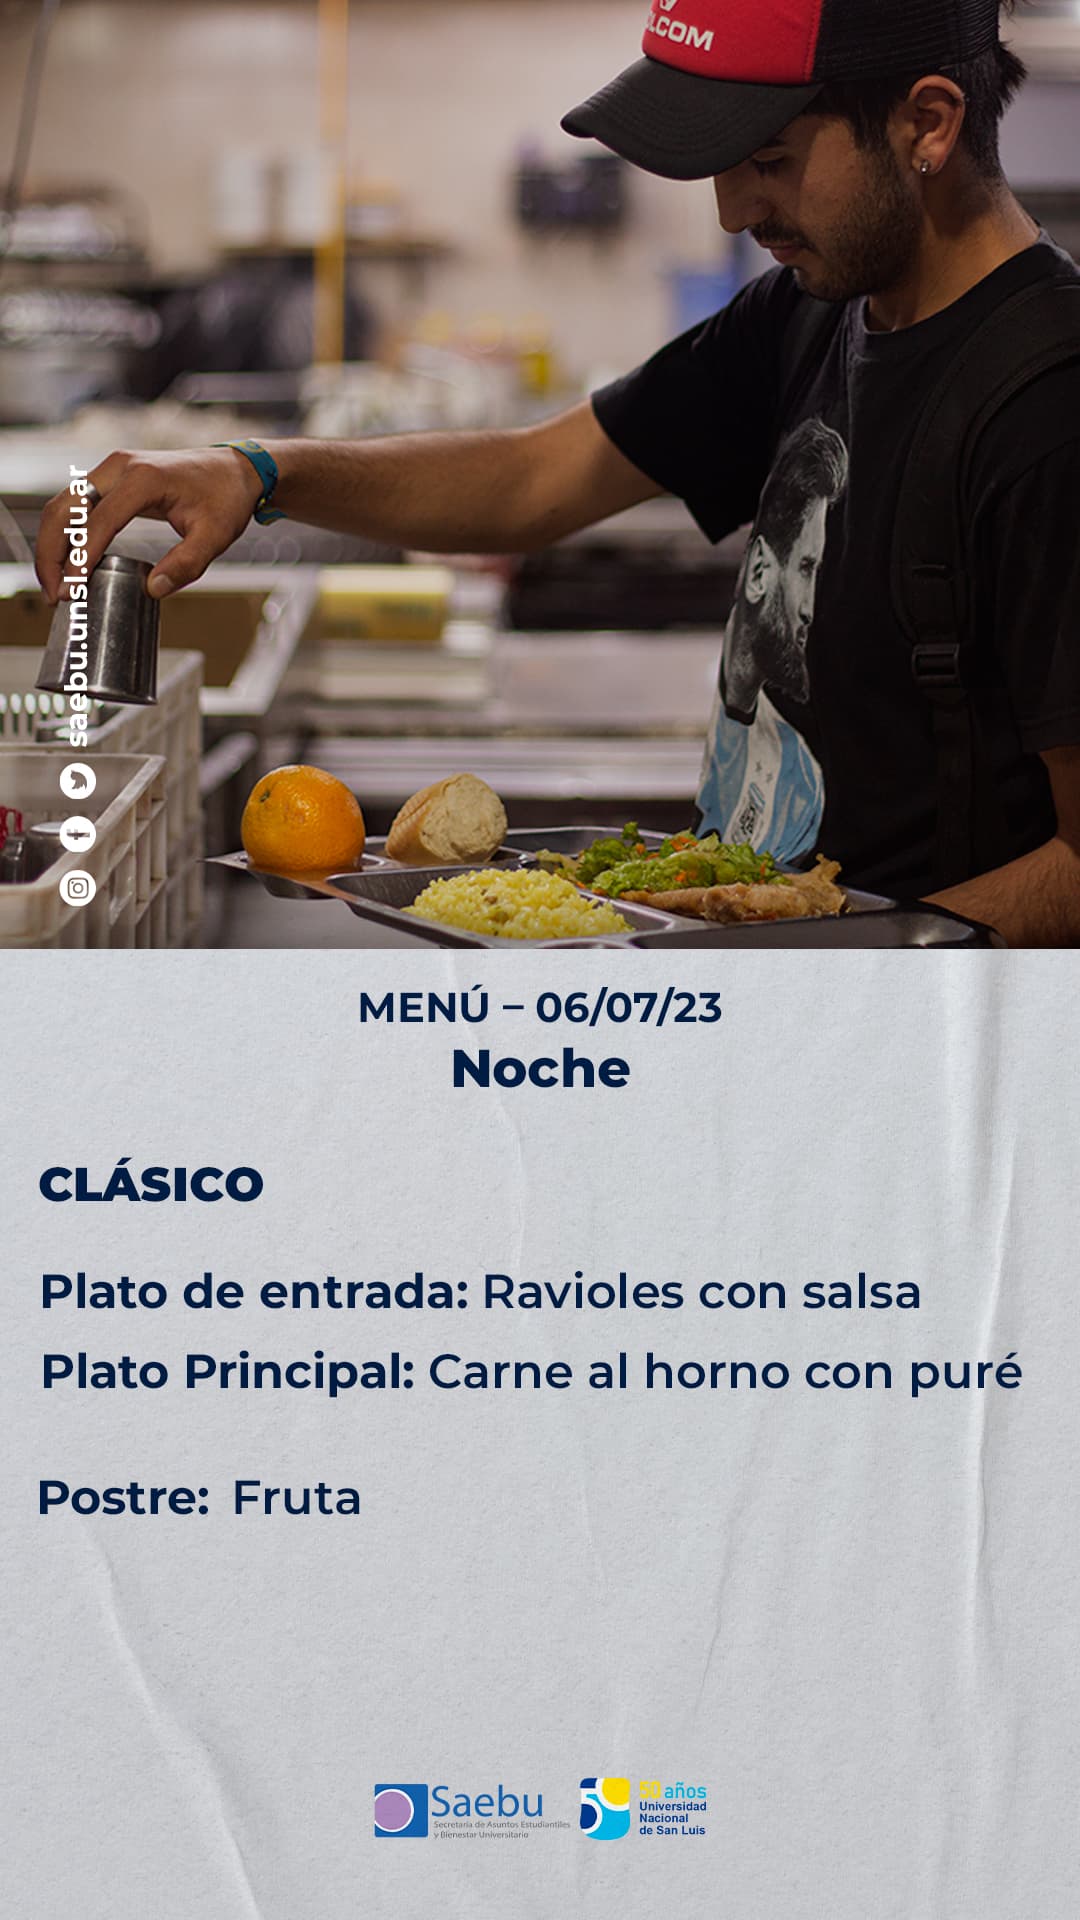 LCOM
saebu.unsl.edu.ar
MENÚ – 06/07/23
Noche
CLÁSICO
Plato de entrada: Ravioles con salsa
Plato Principal: Carne al horno con puré
Postre: Fruta
Saebu
Secretaría de Asuntos Estudiantiles
y Bienestar Universitario
50 años
Universidad
Nacional
de San Luis